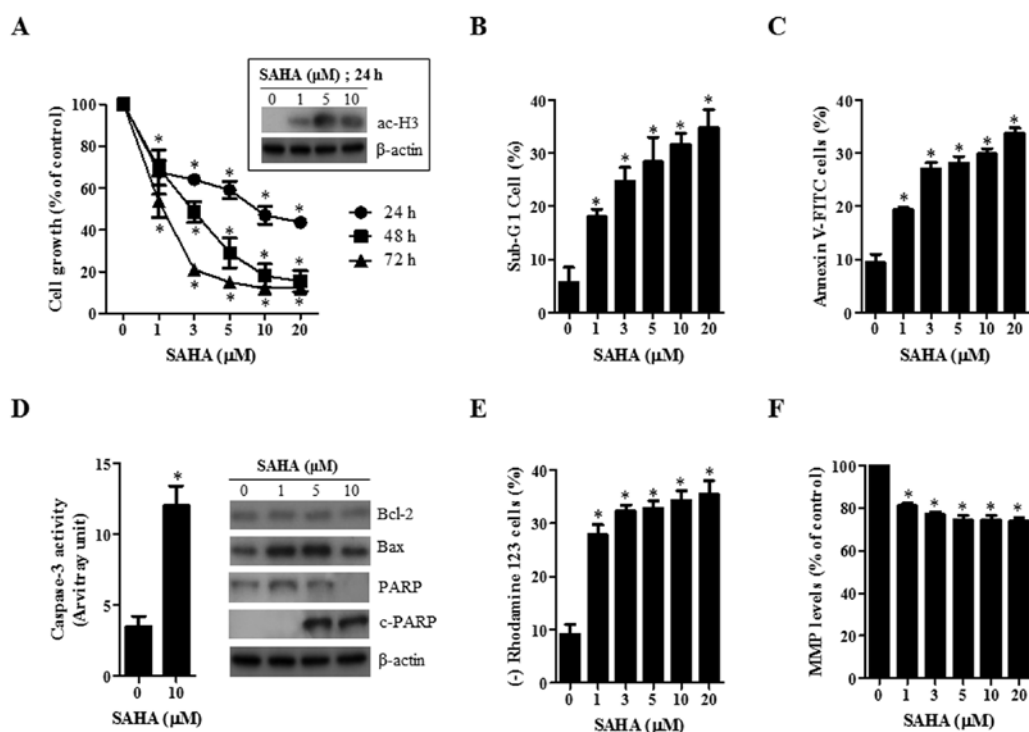 A
SAHA (µM) ; 24 h
0 1 5 10
ac-H3
β-actin
Cell growth (% of control)
100
80
60
40
20
0
* * * * *
* * * * *
* * * * *
24 h
48 h
72 h
0 1 3 5 10 20
SAHA (µM)
B
Sub-G1 Cell (%)
40
30
20
10
0
* * * * *
0 1 3 5 10 20
SAHA (µM)
C
Annexin V-FITC cells (%)
40
30
20
10
0
* * * * *
0 1 3 5 10 20
SAHA (µM)
D
Caspase-3 activity
(Arvitray unit)
15
10
5
0
*
0 10
SAHA (µM)
SAHA (µM)
0 1 5 10
Bcl-2
Bax
PARP
c-PARP
β-actin
E
(-) Rhodamine 123 cells (%)
40
30
20
10
0
* * * * *
0 1 3 5 10 20
SAHA (µM)
F
MMP levels (% of control)
100
80
60
40
20
0
* * * * *
0 1 3 5 10 20
SAHA (µM)